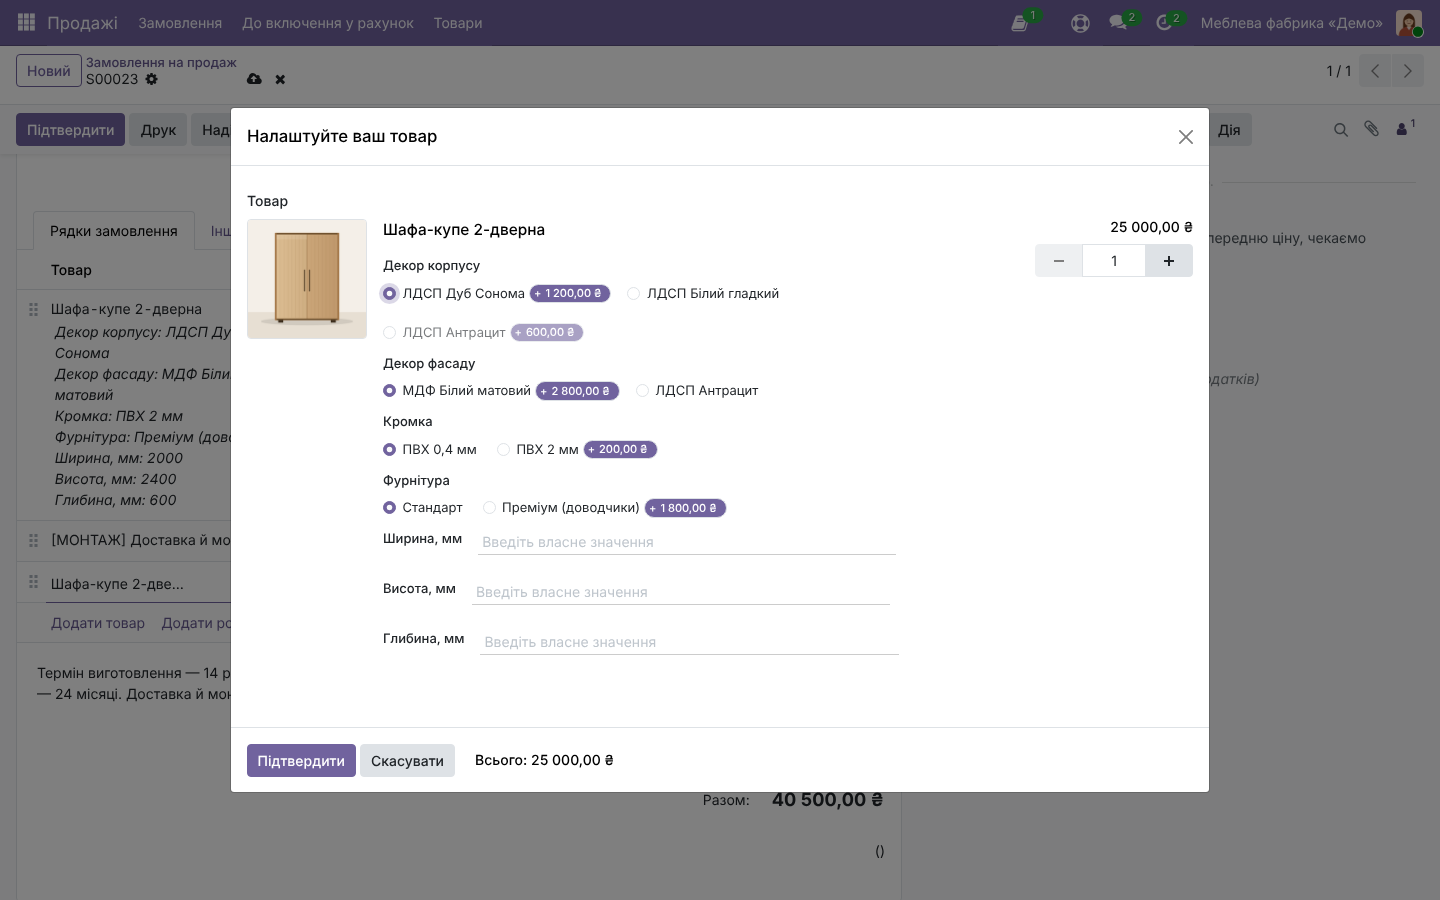 Продажі Замовлення До включення у рахунок Товари 1 2 2 Меблева фабрика «Демо»
Новий Замовлення на продаж
S00023 1 / 1
Підтвердити Друк Дія 1
Налаштуйте ваш товар
Товар
Шафа-купе 2-дверна 25 000,00 ₴
1
Декор корпусу
ЛДСП Дуб Сонома + 1 200,00 ₴ ЛДСП Білий гладкий
ЛДСП Антрацит + 600,00 ₴
Декор фасаду
МДФ Білий матовий + 2 800,00 ₴ ЛДСП Антрацит
Кромка
ПВХ 0,4 мм ПВХ 2 мм + 200,00 ₴
Фурнітура
Стандарт Преміум (доводчики) + 1 800,00 ₴
Ширина, мм Введіть власне значення
Висота, мм Введіть власне значення
Глибина, мм Введіть власне значення
Підтвердити Скасувати Всього: 25 000,00 ₴
Рядки замовлення
Товар
Шафа-купе 2-дверна
Декор корпусу: ЛДСП Ду
Сонома
Декор фасаду: МДФ Біли
матовий
Кромка: ПВХ 2 мм
Фурнітура: Преміум (дово
Ширина, мм: 2000
Висота, мм: 2400
Глибина, мм: 600
[МОНТАЖ] Доставка й мо
Шафа-купе 2-две...
Додати товар Додати ро
Термін виготовлення — 14 р
— 24 місяці. Доставка й мон
передню ціну, чекаємо
одатків)
Разом: 40 500,00 ₴
()